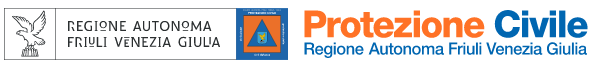 REGIONE AUTONOMA
FRIULI VENEZIA GIULIA
Protezione Civile
Regione Autonoma Friuli Venezia Giulia